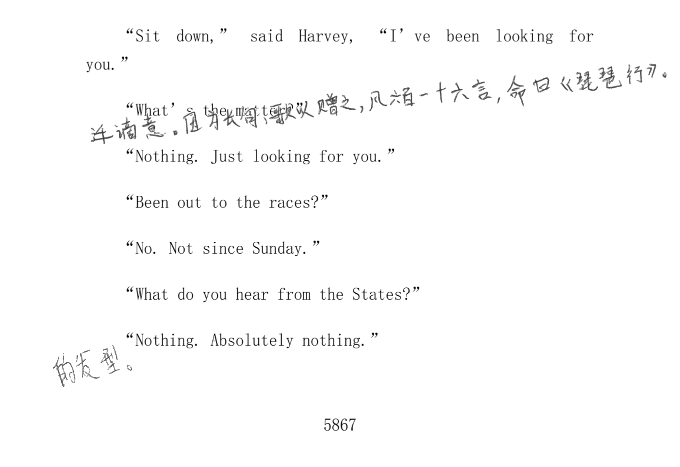 “Sit down,” said Harvey, “I’ve been looking for
you.”
“What’s the matter?”
迁谪意。因为长句，歌以赠之，凡六百一十六言，命曰《琵琶行》。
“Nothing. Just looking for you.”
“Been out to the races?”
“No. Not since Sunday.”
“What do you hear from the States?”
“Nothing. Absolutely nothing.”
的发型。
5867